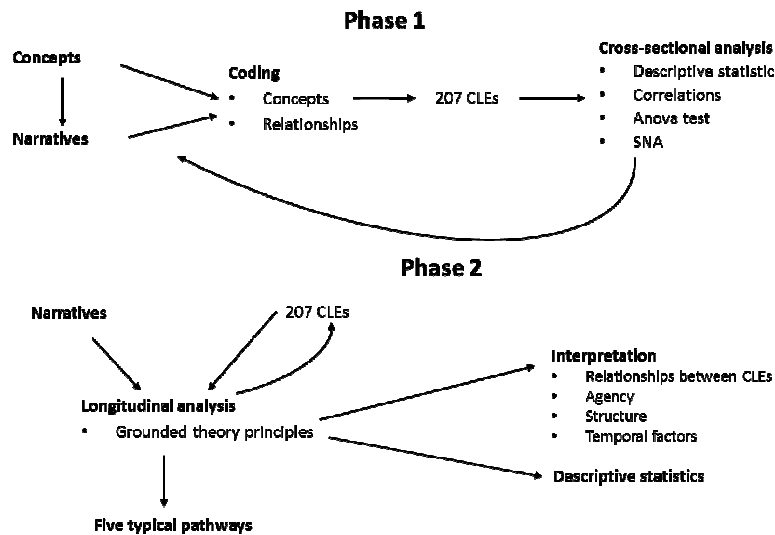 Phase 1
Concepts
Narratives
Coding
• Concepts
• Relationships
207 CLEs
Cross-sectional analysis
• Descriptive statistic
• Correlations
• Anova test
• SNA
Phase 2
Narratives
207 CLEs
Longitudinal analysis
• Grounded theory principles
Five typical pathways
Interpretation
• Relationships between CLEs
• Agency
• Structure
• Temporal factors
Descriptive statistics